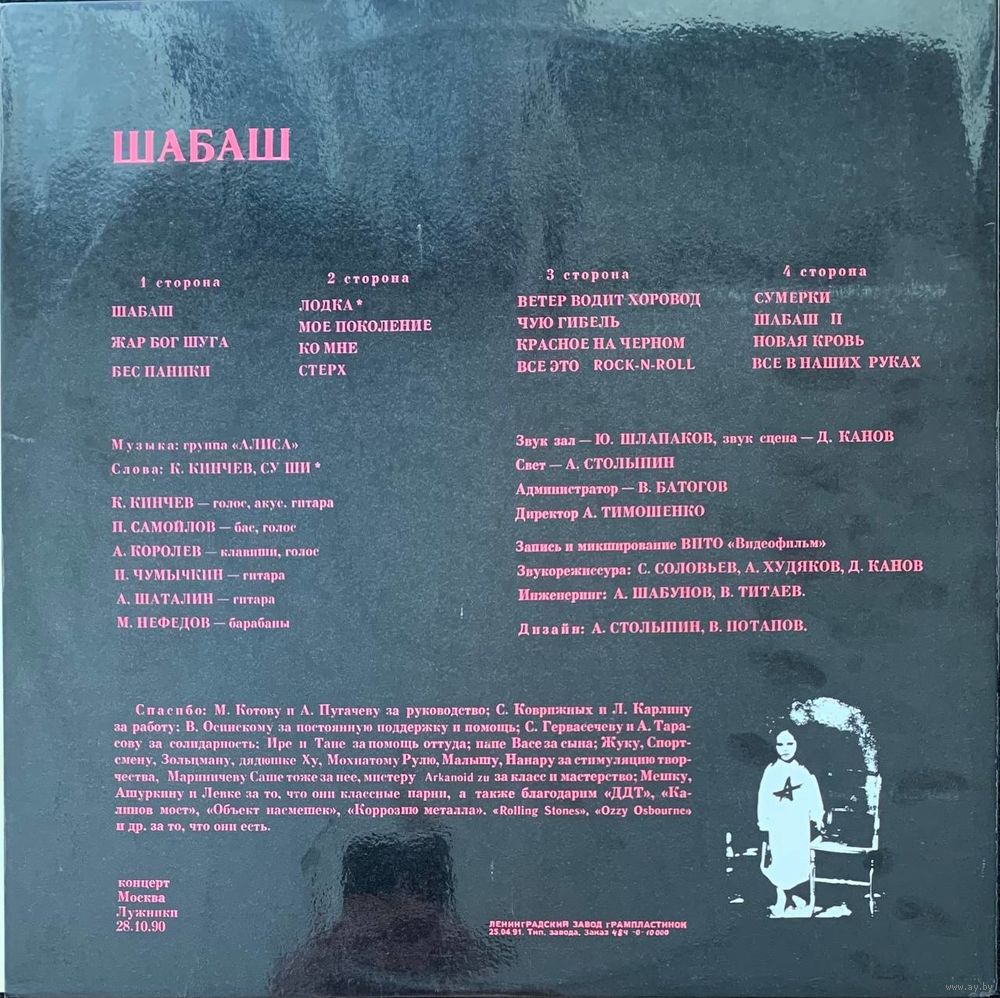 ШАБАШ
1 сторона
ШАБАШ
ЖАР БОГ ШУГА
БЕС ПАНИКИ
2 сторона
ЛОДКА *
МОЕ ПОКОЛЕНИЕ
КО МНЕ
СТЕРХ
3 сторона
ВЕТЕР ВОДИТ ХОРОВОД
ЧУЮ ГИБЕЛЬ
КРАСНОЕ НА ЧЕРНОМ
ВСЕ ЭТО ROCK-N-ROLL
4 сторона
СУМЕРКИ
ШАБАШ II
НОВАЯ КРОВЬ
ВСЕ В НАШИХ РУКАХ
Музыка: группа «АЛИСА»
Слова: К. КИНЧЕВ, СУ ШИ *
К. КИНЧЕВ — голос, акус. гитара
П. САМОЙЛОВ — бас, голос
А. КОРОЛЕВ — клавиши, голос
И. ЧУМЫЧКИН — гитара
А. ШАТАЛИН — гитара
М. НЕФЕДОВ — барабаны
Звук зал — Ю. ШЛАПАКОВ, звук сцена — Д. КАНОВ
Свет — А. СТОЛЫПИН
Администратор — В. БАТОГОВ
Директор А. ТИМОШЕНКО
Запись и микширование ВПТО «Видеофильм»
Звукорежиссура: С. СОЛОВЬЕВ, А. ХУДЯКОВ, Д. КАНОВ
Инженеринг: А. ШАБУНОВ, В. ТИТАЕВ.
Дизайн: А. СТОЛЫПИН, В. ПОТАПОВ.
Спасибо: М. Котову и А. Пугачеву за руководство; С. Коврижных и Л. Карлину
за работу; В. Осинскому за постоянную поддержку и помощь; С. Гервасечеву и А. Тара-
сову за солидарность; Ире и Тане за помощь оттуда; папе Васе за сына; Жуку, Спорт-
смену, Зольцману, дядюшке Ху, Мохнатому Рулю, Малышу, Нанару за стимуляцию твор-
чества, Мариничеву Саше тоже за нее, мистеру Arkanoid zu за класс и мастерство; Мешку,
Ашуркину и Левке за то, что они классные парни, а также благодарим «ДДТ», «Ка-
линов мост», «Объект насмешек», «Коррозию металла». «Rolling Stones», «Ozzy Osbourne»
и др. за то, что они есть.
концерт
Москва
Лужники
28.10.90
ЛЕНИНГРАДСКИЙ ЗАВОД ГРАМПЛАСТИНОК
25.04.91. Тип. завода. Заказ 484 -0-10000
www.ay.by